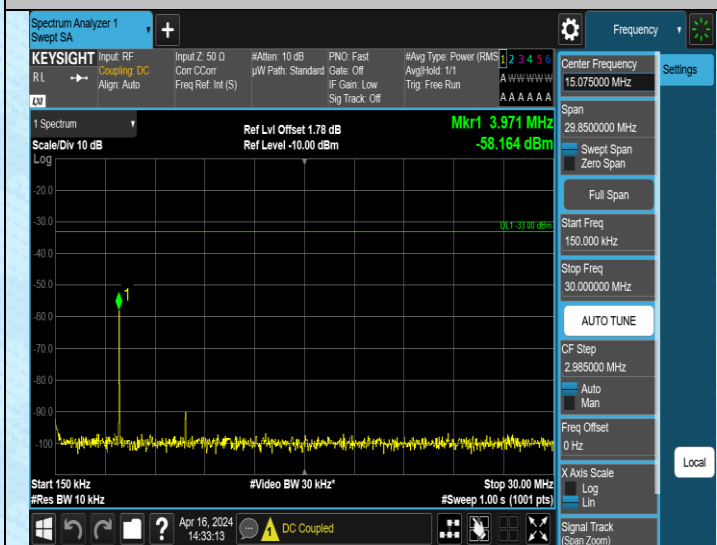 Spectrum Analyzer 1
Swept SA
+
Frequency
KEYSIGHT
Input: RF
Input Z: 50 Ω
#Atten: 10 dB
PNO: Fast
#Avg Type: Power (RMS
1 2 3 4 5 6
RL
Coupling: DC
Corr CCorr
µW Path: Standard
Gate: Off
Avg|Hold: 1/1
A W W W W W
Align: Auto
Freq Ref: Int (S)
IF Gain: Low
Trig: Free Run
LXI
Sig Track: Off
A A A A A A
1 Spectrum
Ref Lvl Offset 1.78 dB
Mkr1 3.971 MHz
Scale/Div 10 dB
Ref Level -10.00 dBm
-58.164 dBm
Log
-20.0
-30.0
DL1 -33.00 dBm
-40.0
-50.0
1
-60.0
-70.0
-80.0
-90.0
-100
Start 150 kHz
#Video BW 30 kHz*
Stop 30.00 MHz
#Res BW 10 kHz
#Sweep 1.00 s (1001 pts)
?
Apr 16, 2024
14:33:13
1
DC Coupled
Center Frequency
15.075000 MHz
Settings
Span
29.8500000 MHz
Swept Span
Zero Span
Full Span
Start Freq
150.000 kHz
Stop Freq
30.000000 MHz
AUTO TUNE
CF Step
2.985000 MHz
Auto
Man
Freq Offset
0 Hz
Local
X Axis Scale
Log
Lin
Signal Track
(Span Zoom)